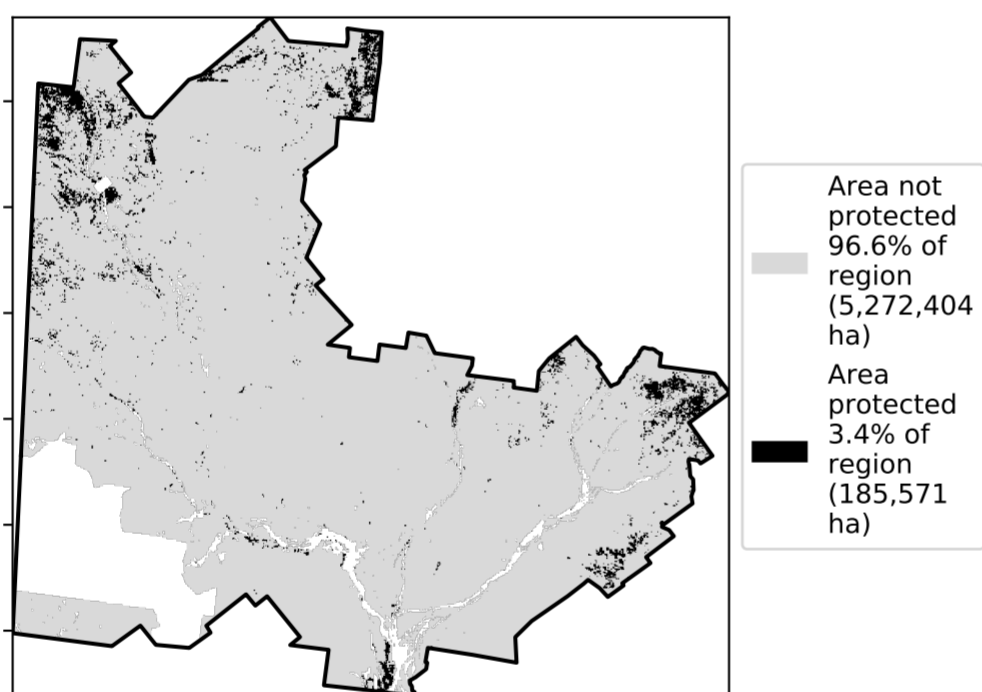 Area not
protected
96.6% of
region
(5,272,404
ha)
Area
protected
3.4% of
region
(185,571
ha)